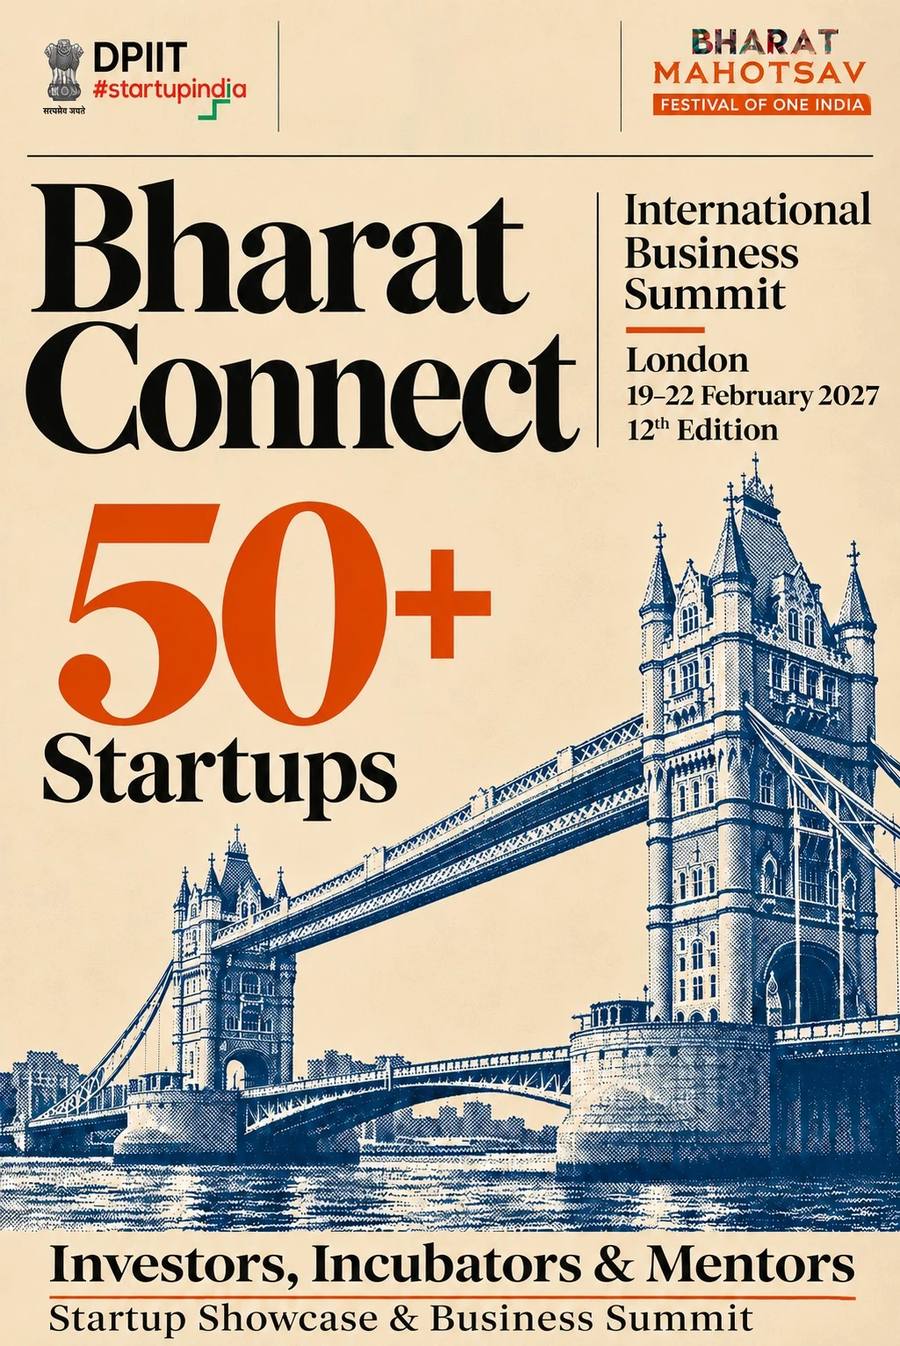 DPIIT
#startupindia
सत्यमेव जयते
BHARAT
MAHOTSAV
FESTIVAL OF ONE INDIA
Bharat
Connect
International
Business
Summit
London
19–22 February 2027
12th Edition
50+
Startups
Investors, Incubators & Mentors
Startup Showcase & Business Summit